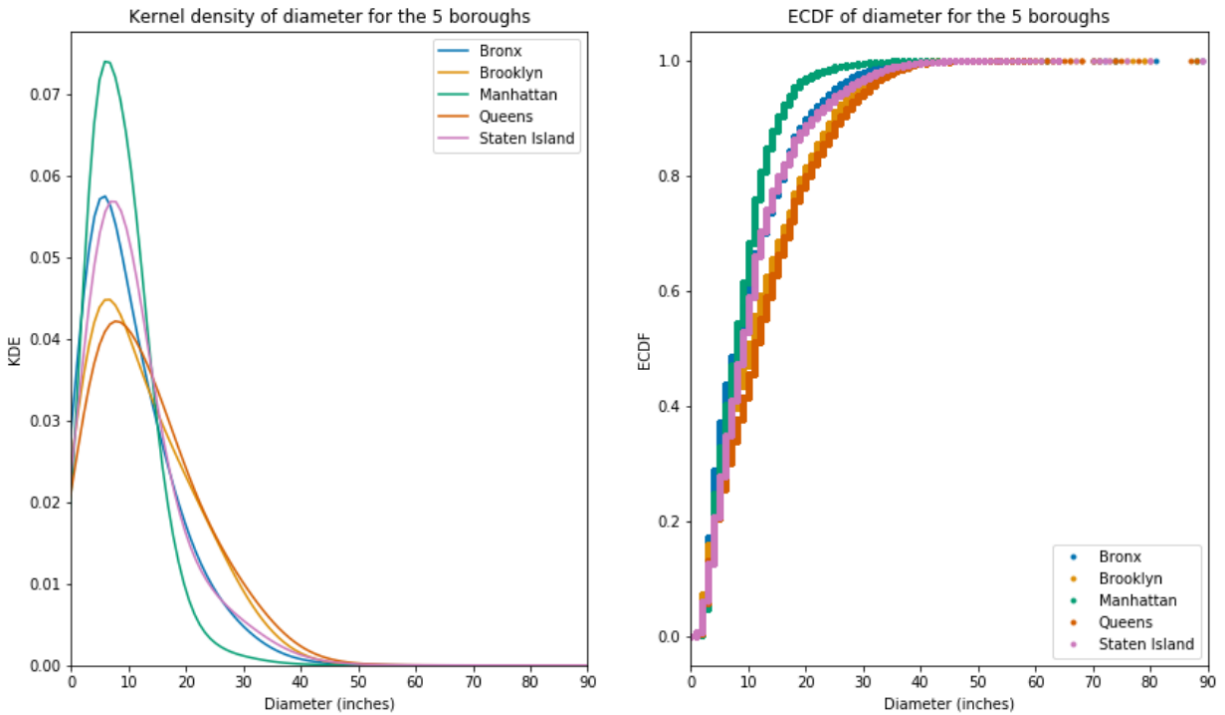 Kernel density of diameter for the 5 boroughs
Bronx
Brooklyn
Manhattan
Queens
Staten Island
0.07
0.06
0.05
0.04
0.03
0.02
0.01
0.00
KDE
0 10 20 30 40 50 60 70 80 90
Diameter (inches)
ECDF of diameter for the 5 boroughs
1.0
0.8
0.6
0.4
0.2
0.0
ECDF
Bronx
Brooklyn
Manhattan
Queens
Staten Island
0 10 20 30 40 50 60 70 80 90
Diameter (inches)